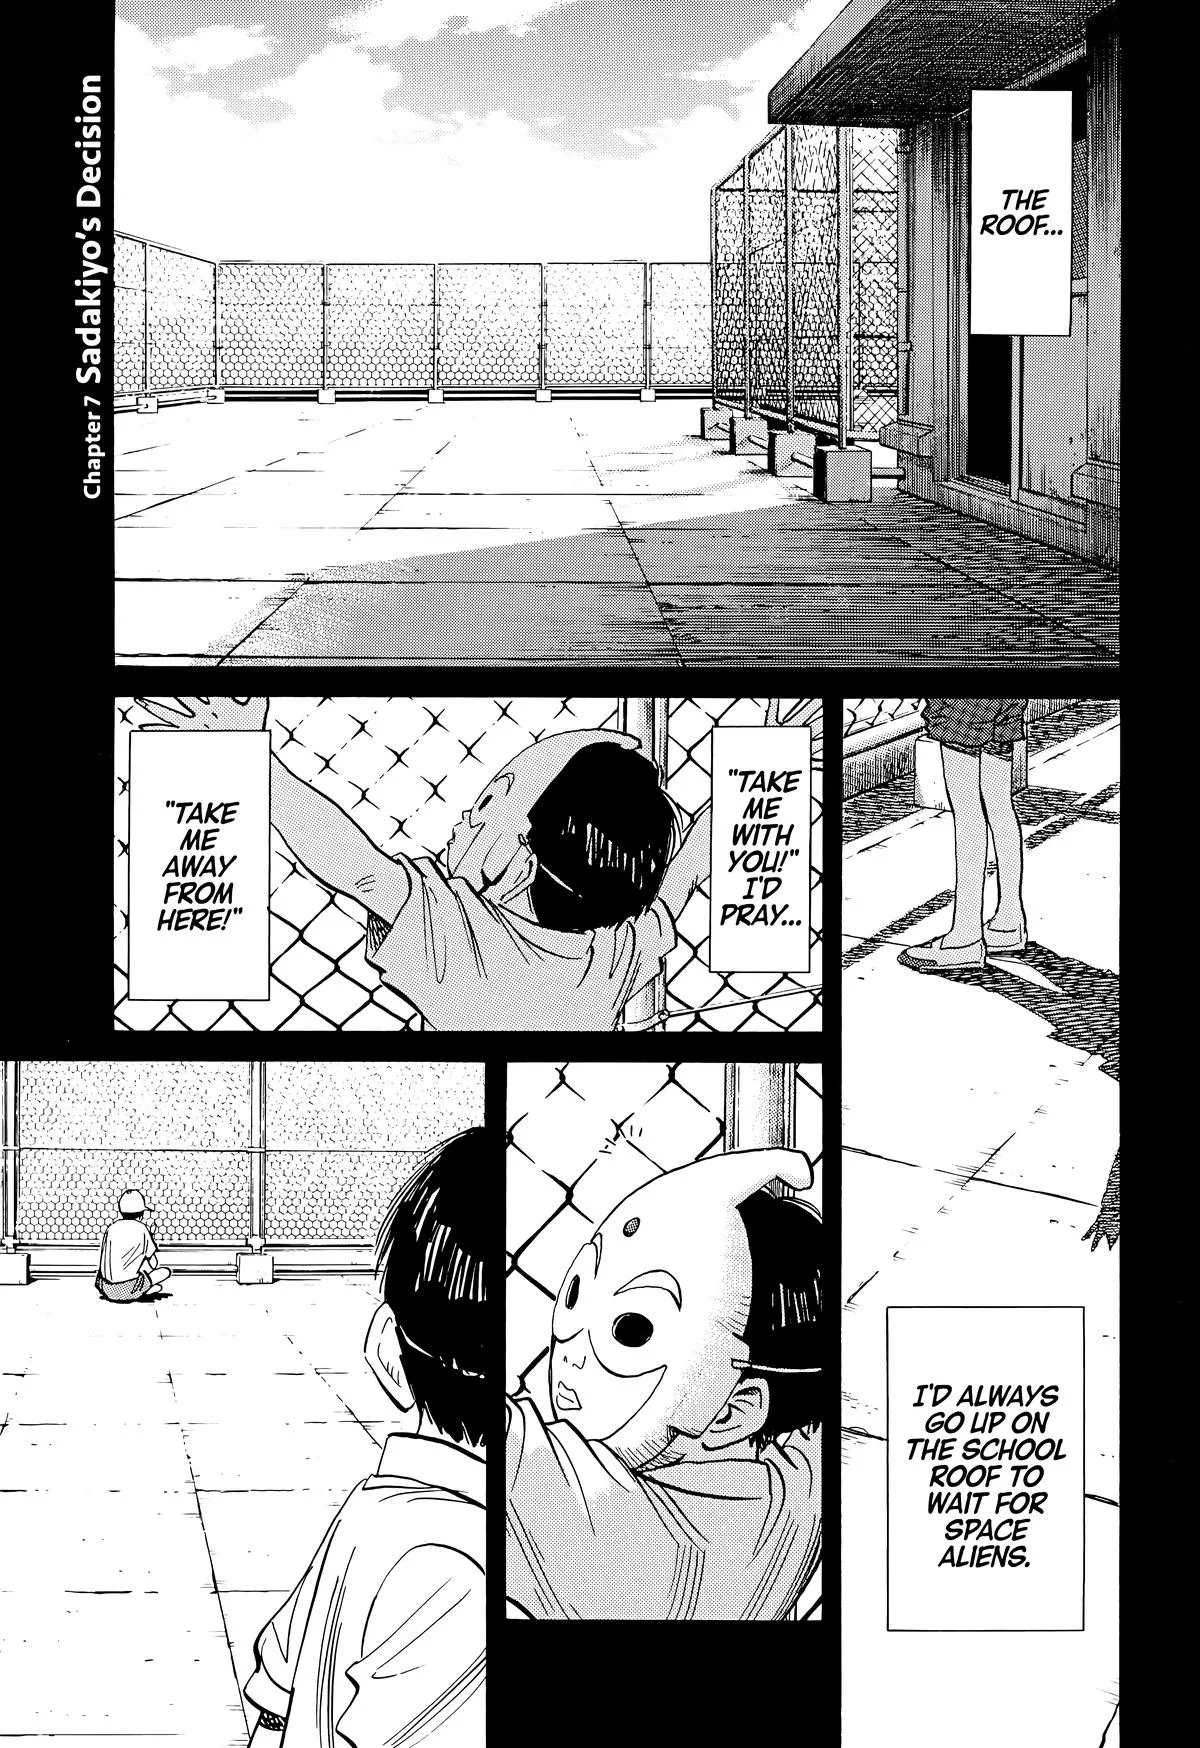 Chapter 7 Sadakiyo's Decision
THE
ROOF...
I'D ALWAYS
GO UP ON
THE SCHOOL
ROOF TO
WAIT FOR
SPACE
ALIENS.
"TAKE
ME
WITH
YOU!"
I'D
PRAY...
"TAKE
ME
AWAY
FROM
HERE!"